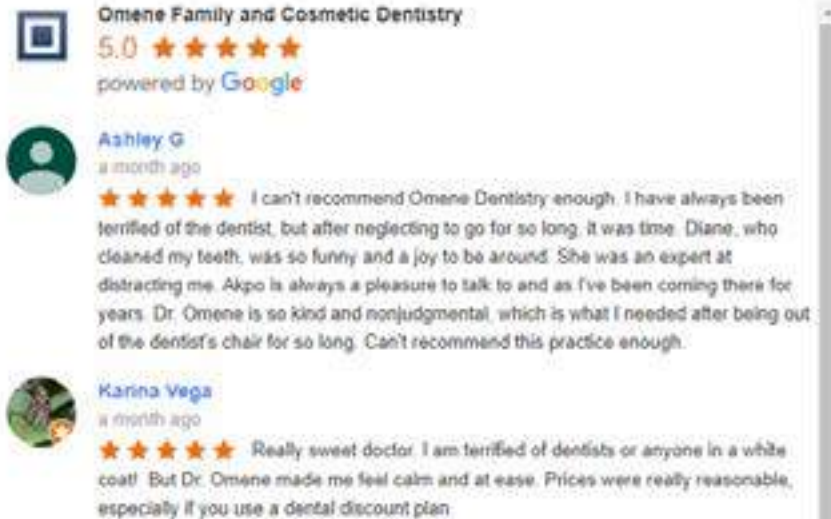 Omene Family and Cosmetic Dentistry
5.0
powered by Google
Ashley G
a month ago
I can't recommend Omene Dentistry enough. I have always been
terrified of the dentist, but after neglecting to go for so long, it was time. Diane, who
cleaned my teeth, was so funny and a joy to be around. She was an expert at
distracting me. Akpo is always a pleasure to talk to and as I've been coming there for
years. Dr. Omene is so kind and nonjudgmental, which is what I needed after being out
of the dentist's chair for so long. Can't recommend this practice enough.
Karina Vega
a month ago
Really sweet doctor. I am terrified of dentists or anyone in a white
coat! But Dr. Omene made me feel calm and at ease. Prices were really reasonable,
especially if you use a dental discount plan